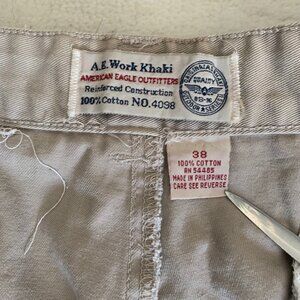 A.E. Work Khaki
AMERICAN EAGLE OUTFITTERS
Reinforced Construction
100% Cotton NO.4098
QUALITY
38
100% COTTON
RN 54485
MADE IN PHILIPPINES
CARE SEE REVERSE